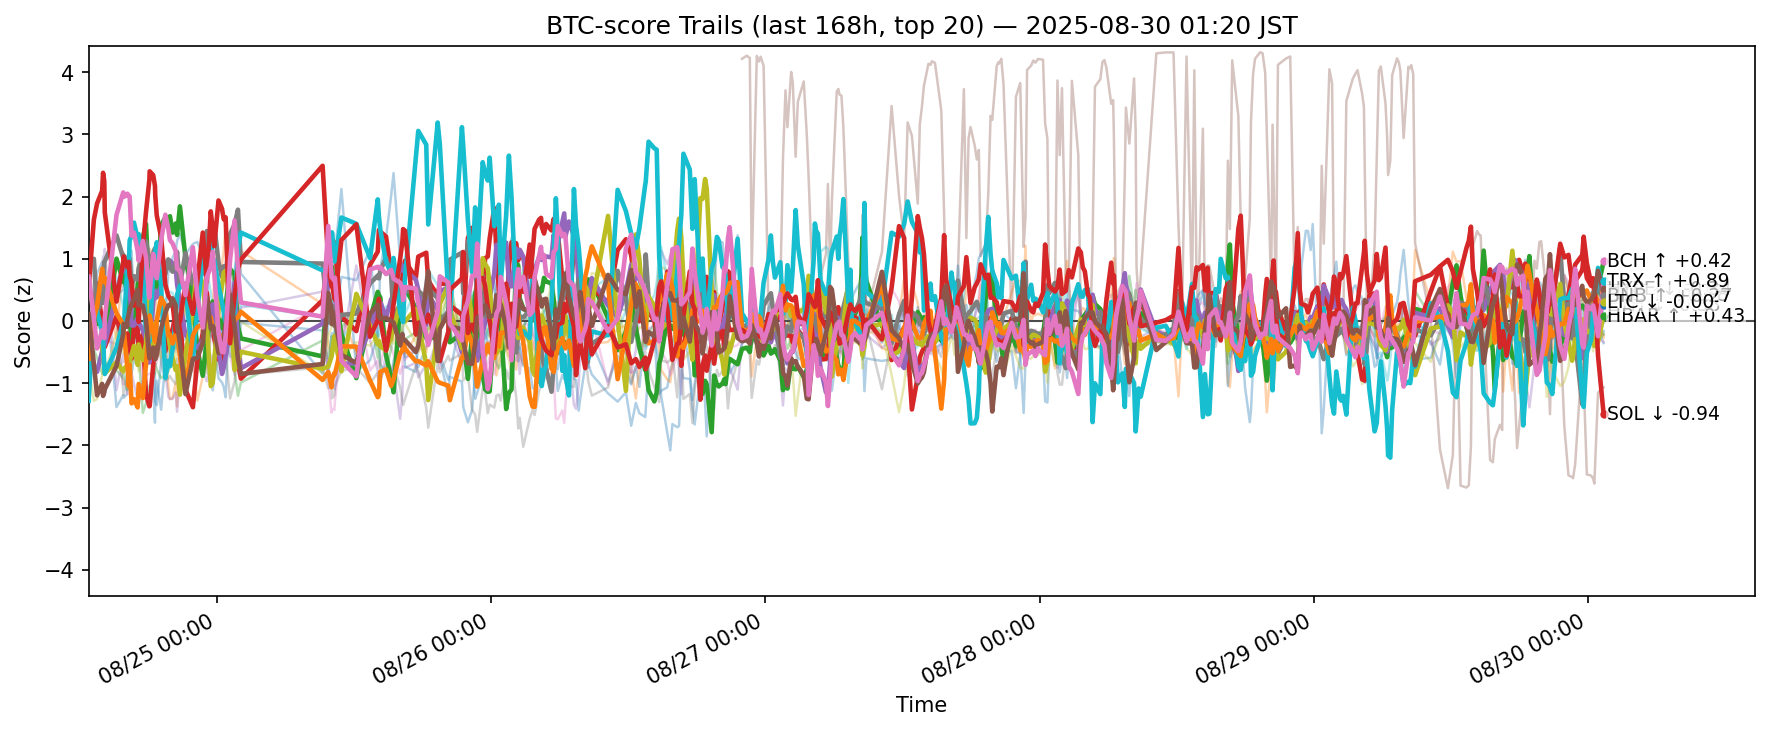 BTC-score Trails (last 168h, top 20) — 2025-08-30 01:20 JST
Score (z)
4
3
2
1
0
−1
−2
−3
−4
BCH ↑ +0.42
TRX ↑ +0.89
LTC ↓ -0.00
HBAR ↑ +0.43
SOL ↓ -0.94
08/25 00:00
08/26 00:00
08/27 00:00
08/28 00:00
08/29 00:00
08/30 00:00
Time